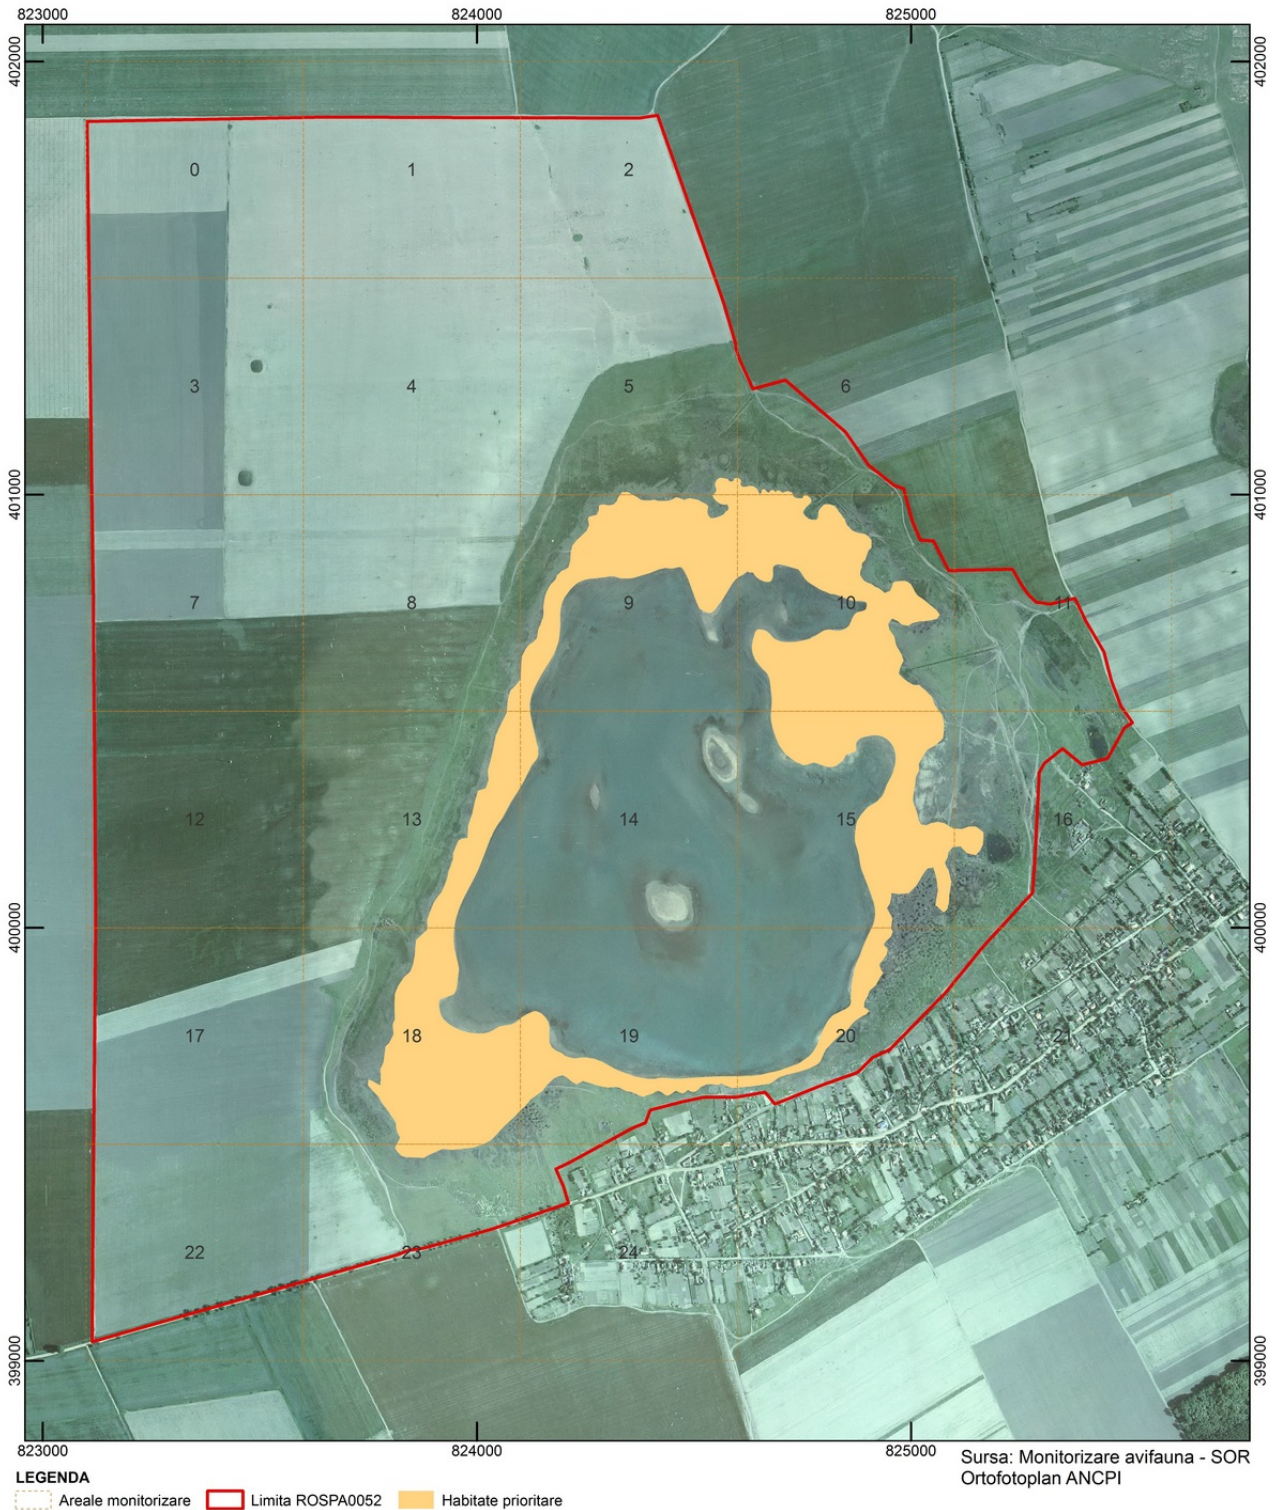 823000 824000 825000
402000 402000
0 1 2
3 4 5 6
401000 401000
7 8 9 10 11
12 13 14 15 16
400000 400000
17 18 19 20 21
22 23 24
399000 399000
823000 824000 825000
Sursa: Monitorizare avifauna - SOR
Ortofotoplan ANCPI
LEGENDA
Areale monitorizare Limita ROSPA0052 Habitate prioritare